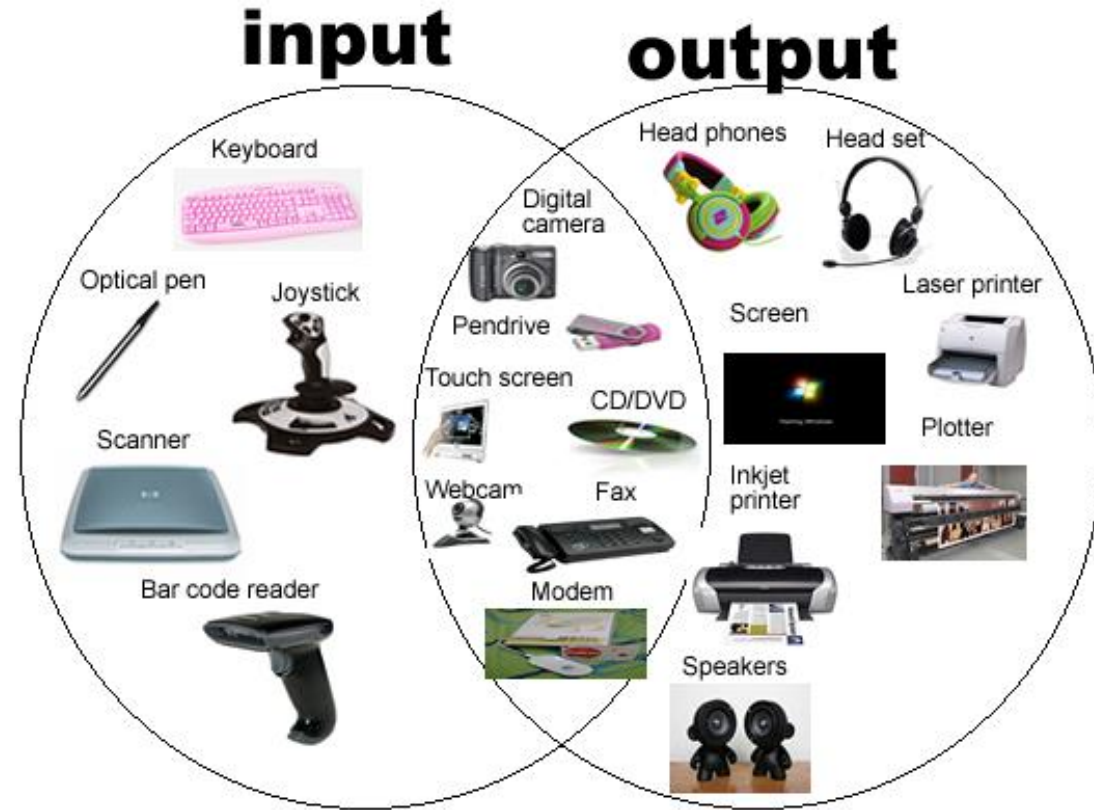 input
output
Keyboard
Head phones
Head set
Digital
camera
Optical pen
Joystick
Laser printer
Pendrive
Screen
Touch screen
CD/DVD
Scanner
Plotter
Webcam
Fax
Inkjet
printer
Bar code reader
Modem
Speakers